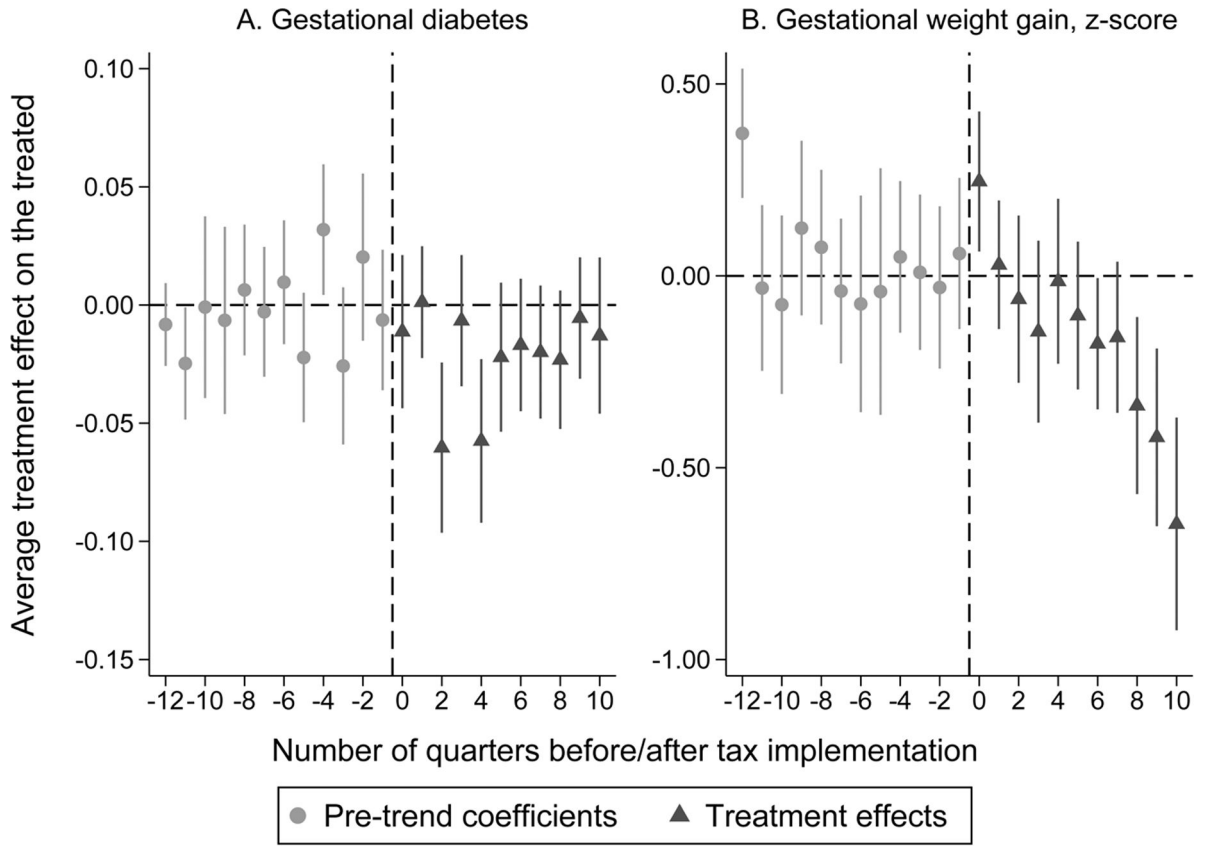 A. Gestational diabetes
B. Gestational weight gain, z-score
Average treatment effect on the treated
0.10
0.05
0.00
-0.05
-0.10
-0.15
-12 -10 -8 -6 -4 -2 0 2 4 6 8 10
0.50
0.00
-0.50
-1.00
-12 -10 -8 -6 -4 -2 0 2 4 6 8 10
Number of quarters before/after tax implementation
Pre-trend coefficients
Treatment effects